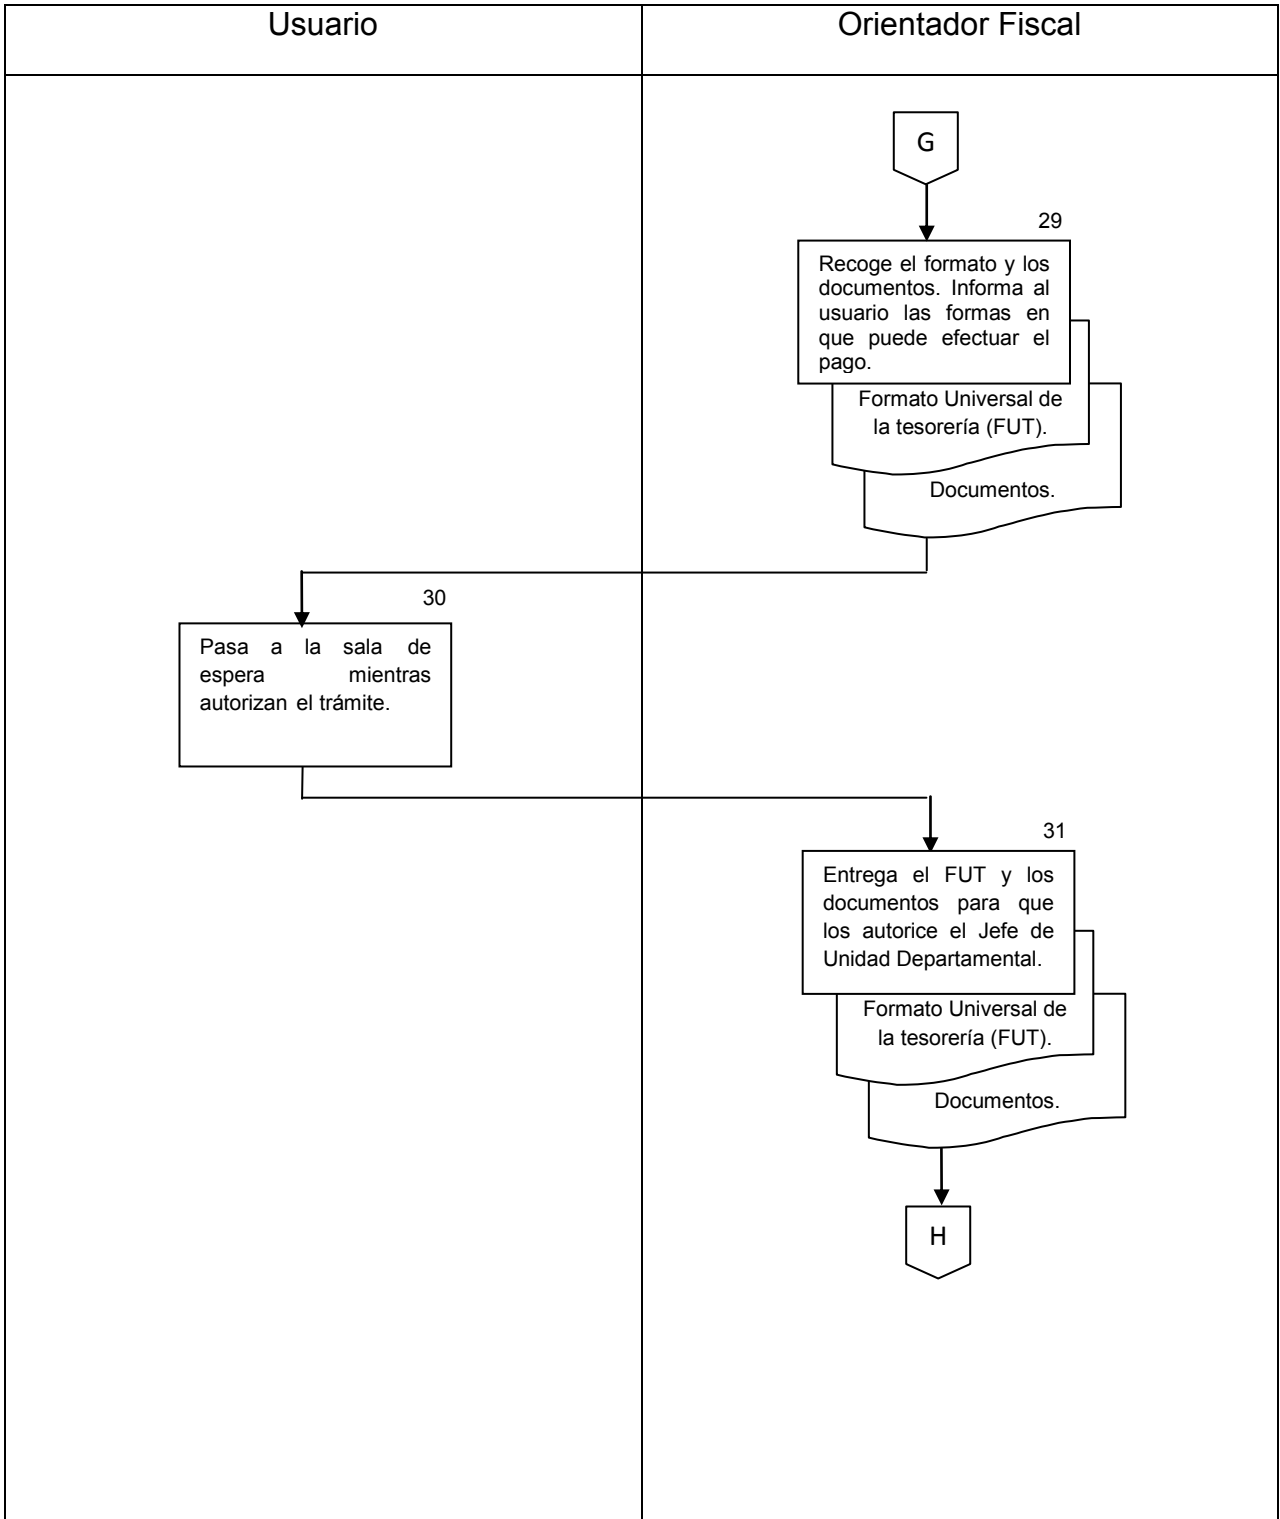 Usuario
Orientador Fiscal
G
29
Recoge el formato y los
documentos. Informa al
usuario las formas en
que puede efectuar el
pago.
Formato Universal de
la tesorería (FUT).
Documentos.
30
Pasa a la sala de
espera mientras
autorizan el trámite.
31
Entrega el FUT y los
documentos para que
los autorice el Jefe de
Unidad Departamental.
Formato Universal de
la tesorería (FUT).
Documentos.
H